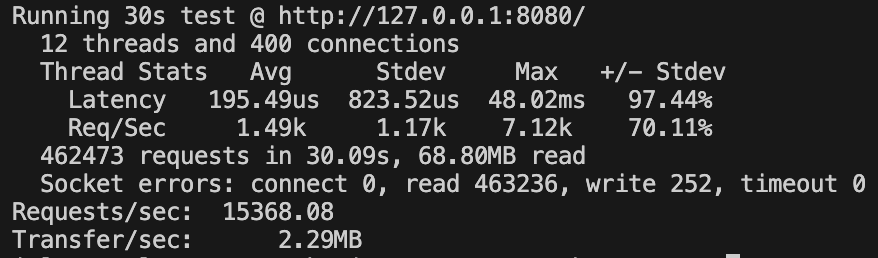 Running 30s test @ http://127.0.0.1:8080/
12 threads and 400 connections
Thread Stats Avg Stdev Max +/- Stdev
Latency 195.49us 823.52us 48.02ms 97.44%
Req/Sec 1.49k 1.17k 7.12k 70.11%
462473 requests in 30.09s, 68.80MB read
Socket errors: connect 0, read 463236, write 252, timeout 0
Requests/sec: 15368.08
Transfer/sec: 2.29MB